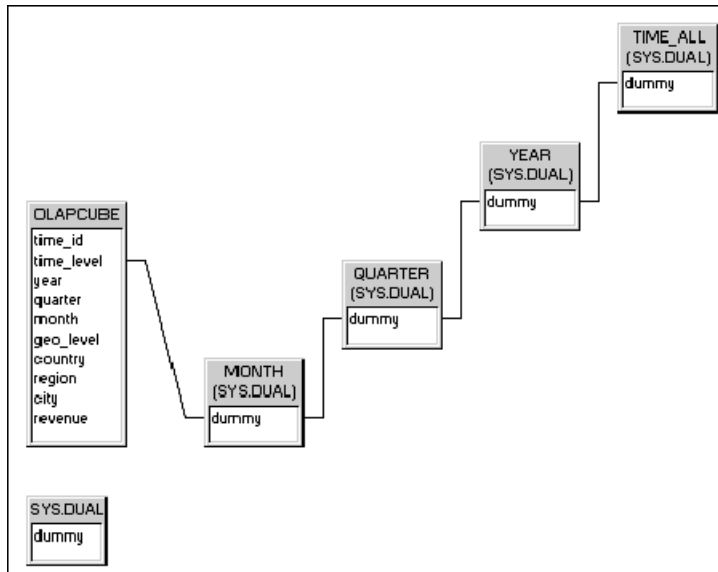 TIME_ALL
(SYS.DUAL)
dummy
YEAR
(SYS.DUAL)
dummy
OLAPCUBE
time_id
time_level
year
quarter
month
geo_level
country
region
city
revenue
QUARTER
(SYS.DUAL)
dummy
MONTH
(SYS.DUAL)
dummy
SYS.DUAL
dummy